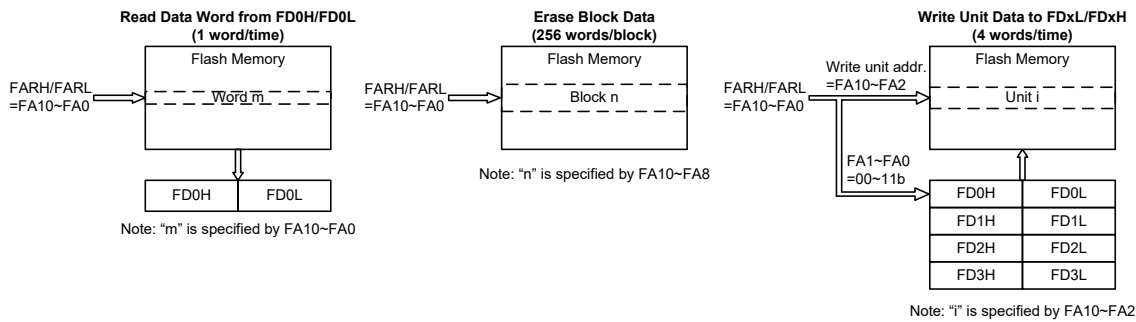 Read Data Word from FD0H/FD0L
(1 word/time)
Flash Memory
FARH/FARL
=FA10~FA0
Word m
FD0H
FD0L
Note: “m” is specified by FA10~FA0
Erase Block Data
(256 words/block)
Flash Memory
FARH/FARL
=FA10~FA0
Block n
Note: “n” is specified by FA10~FA8
Write Unit Data to FDxL/FDxH
(4 words/time)
Flash Memory
Write unit addr.
=FA10~FA2
FARH/FARL
=FA10~FA0
Unit i
FA1~FA0
=00~11b
FD0H
FD0L
FD1H
FD1L
FD2H
FD2L
FD3H
FD3L
Note: “i” is specified by FA10~FA2